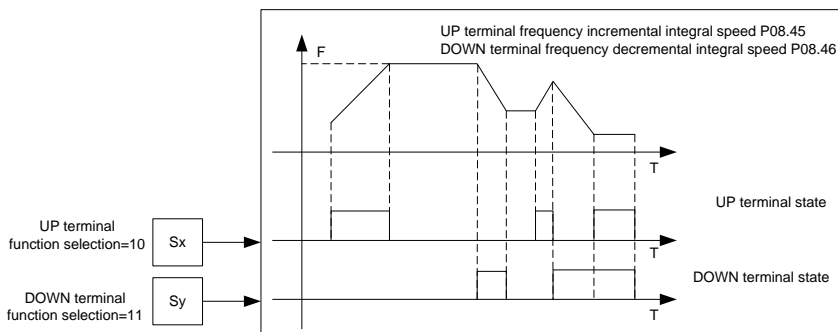 UP terminal frequency incremental integral speed P08.45
DOWN terminal frequency decremental integral speed P08.46
F
T
UP terminal state
UP terminal
function selection=10
Sx
T
DOWN terminal state
DOWN terminal
function selection=11
Sy
T